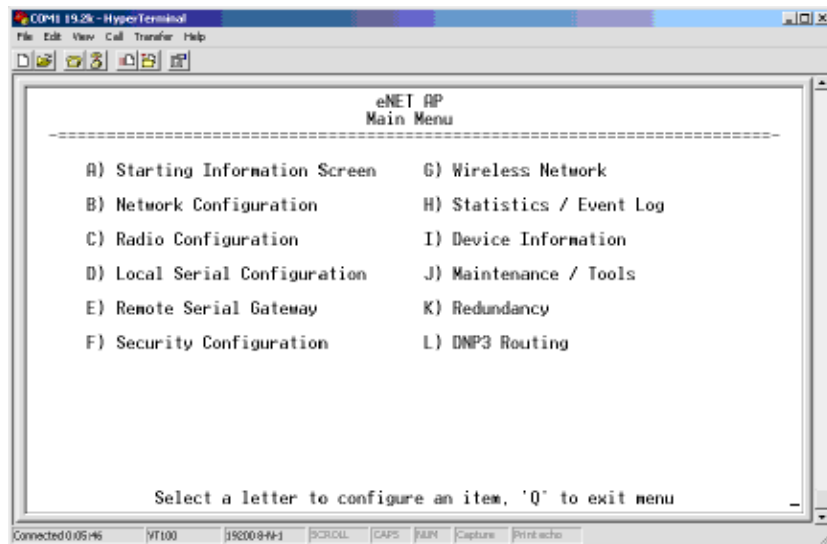 COM1 19.2k - HyperTerminal
File Edit View Call Transfer Help
eNET AP
Main Menu
A) Starting Information Screen
B) Network Configuration
C) Radio Configuration
D) Local Serial Configuration
E) Remote Serial Gateway
F) Security Configuration
G) Wireless Network
H) Statistics / Event Log
I) Device Information
J) Maintenance / Tools
K) Redundancy
L) DNP3 Routing
Select a letter to configure an item, 'Q' to exit menu
Connected 0:05:46 VT100 19200 8-N-1 SCROLL CAPS NUM Capture Print echo